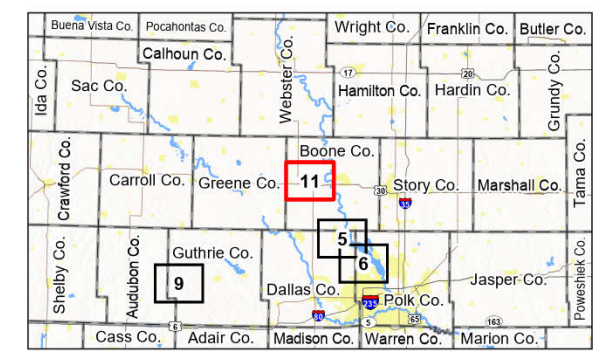 Buena Vista Co.
Pocahontas Co.
Wright Co.
Franklin Co.
Butler Co.
Calhoun Co.
Webster Co.
17
20
Ida Co.
Sac Co.
Hamilton Co.
Hardin Co.
Grundy Co.
Boone Co.
Crawford Co.
Carroll Co.
Greene Co.
11
30
Story Co.
Marshall Co.
Tama Co.
35
Shelby Co.
Audubon Co.
Guthrie Co.
5
6
9
Dallas Co.
Polk Co.
Jasper Co.
Poweshiek Co.
80
235
6
5
65
163
Cass Co.
Adair Co.
Madison Co.
Warren Co.
Marion Co.